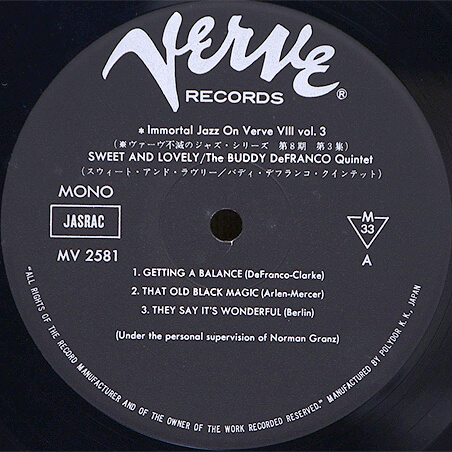 Verve
RECORDS ®
* Immortal Jazz On Verve VIII vol. 3
(※ヴァーヴ不滅のジャズ・シリーズ 第8期 第3集)
SWEET AND LOVELY/The BUDDY DeFRANCO Quintet
(スウィート・アンド・ラヴリー/バディ・デフランコ・クインテット)
MONO
JASRAC
MV 2581
M
33
A
1. GETTING A BALANCE (DeFranco-Clarke)
2. THAT OLD BLACK MAGIC (Arlen-Mercer)
3. THEY SAY IT'S WONDERFUL (Berlin)
(Under the personal supervision of Norman Granz)
"ALL RIGHTS OF THE RECORD MANUFACTURER AND OF THE OWNER OF THE WORK RECORDED RESERVED." MANUFACTURED BY POLYDOR K. K., JAPAN